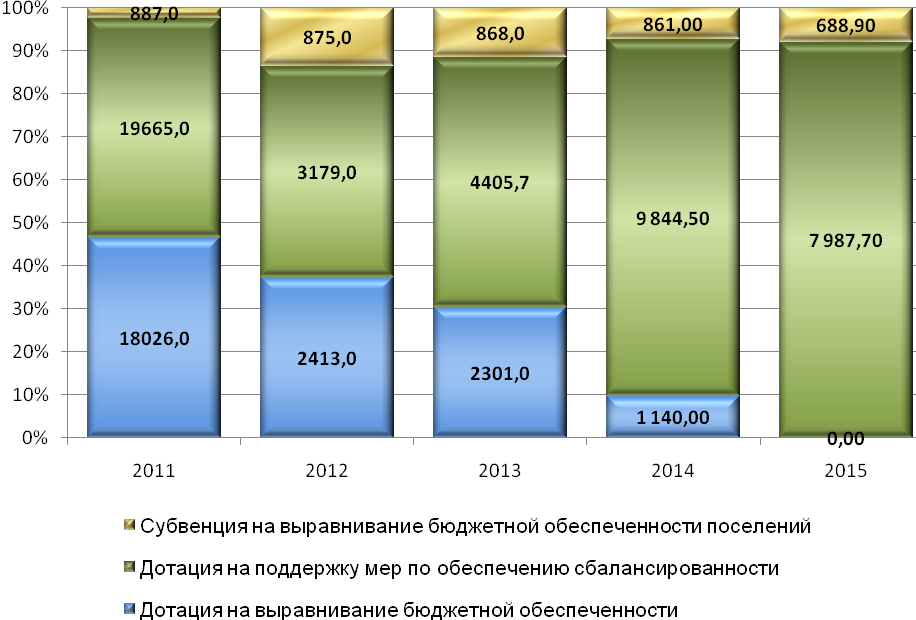 100%
90%
80%
70%
60%
50%
40%
30%
20%
10%
0%
887,0 875,0 868,0 861,00 688,90
19665,0 3179,0 4405,7 9 844,50 7 987,70
18026,0 2413,0 2301,0 1 140,00 0,00
2011 2012 2013 2014 2015
Субвенция на выравнивание бюджетной обеспеченности поселений
Дотация на поддержку мер по обеспечению сбалансированности
Дотация на выравнивание бюджетной обеспеченности